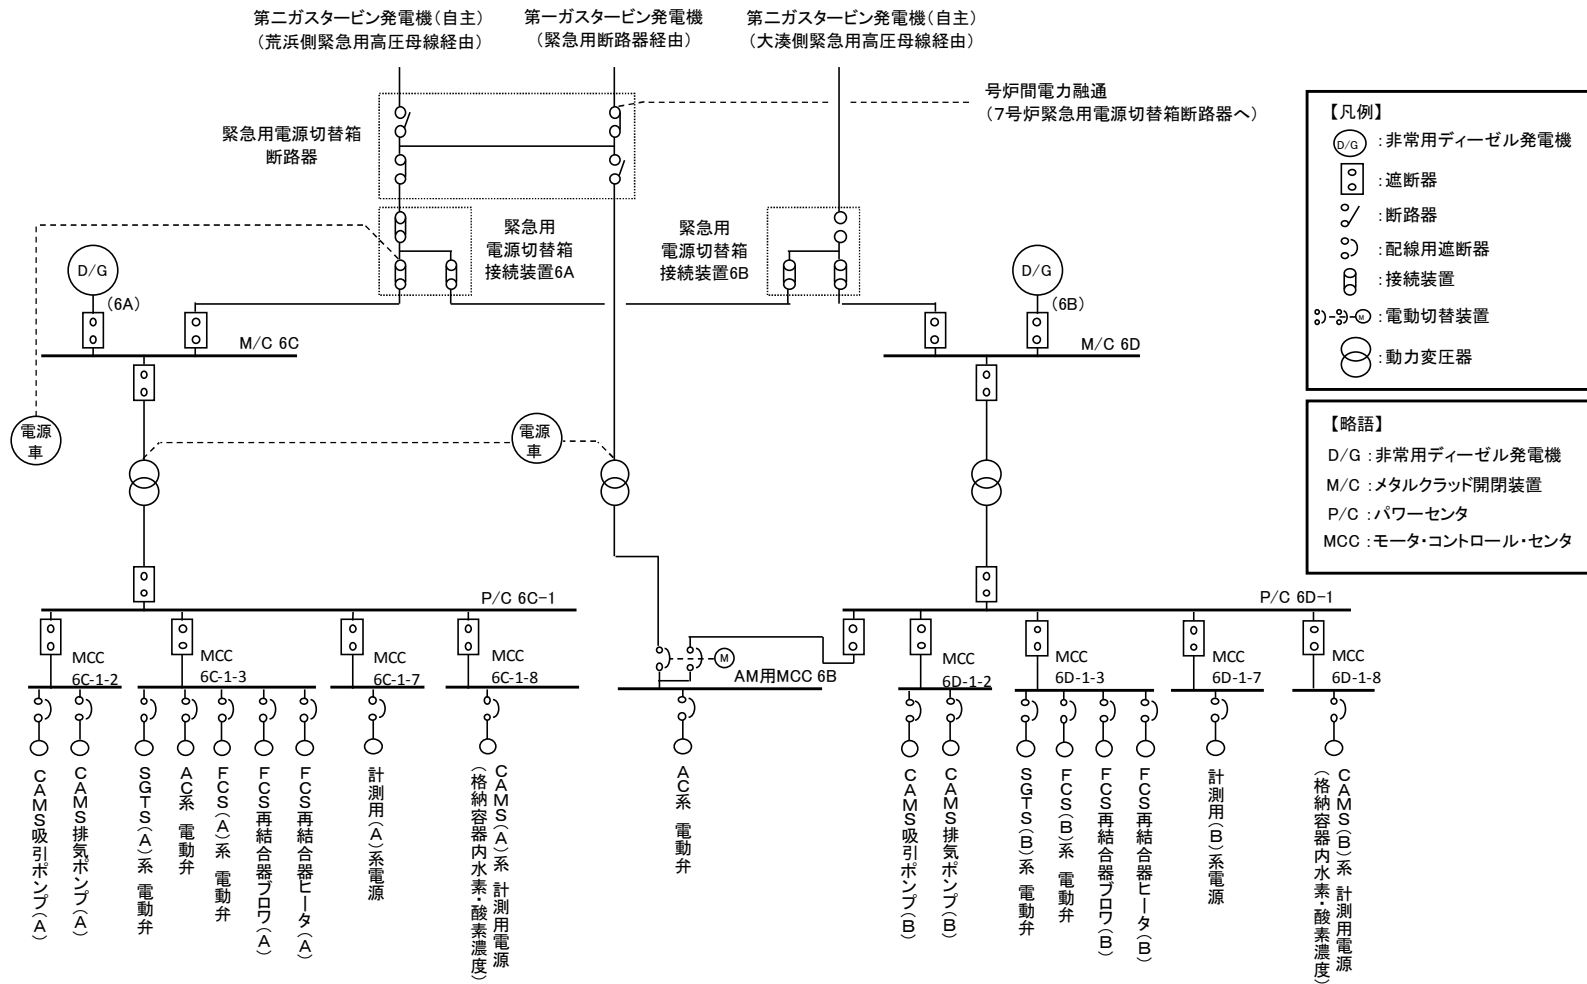 第二ガスタービン発電機(自主)
(荒浜側緊急用高圧母線経由)
第一ガスタービン発電機
(緊急用断路器経由)
第二ガスタービン発電機(自主)
(大湊側緊急用高圧母線経由)
号炉間電力融通
(7号炉緊急用電源切替箱断路器へ)
緊急用電源切替箱
断路器
緊急用
電源切替箱
接続装置6A
緊急用
電源切替箱
接続装置6B
D/G
(6A)
D/G
(6B)
M/C 6C
M/C 6D
電源
車
電源
車
P/C 6C-1
P/C 6D-1
MCC
6C-1-2
MCC
6C-1-3
MCC
6C-1-7
MCC
6C-1-8
M
AM用MCC 6B
MCC
6D-1-2
MCC
6D-1-3
MCC
6D-1-7
MCC
6D-1-8
CAMS吸引ポンプ(A)
CAMS排気ポンプ(A)
SGTS(A)系 電動弁
AC系 電動弁
FCS(A)系 電動弁
FCS再結合器ブロワ(A)
FCS再結合器ヒータ(A)
計測用(A)系電源
CAMS(A)系 計測用電源
(格納容器内水素・酸素濃度)
AC系 電動弁
CAMS吸引ポンプ(B)
CAMS排気ポンプ(B)
SGTS(B)系 電動弁
FCS(B)系 電動弁
FCS再結合器ブロワ(B)
FCS再結合器ヒータ(B)
計測用(B)系電源
CAMS(B)系 計測用電源
(格納容器内水素・酸素濃度)
【凡例】
D/G :非常用ディーゼル発電機
:遮断器
:断路器
:配線用遮断器
:接続装置
M :電動切替装置
:動力変圧器
【略語】
D/G :非常用ディーゼル発電機
M/C :メタルクラッド開閉装置
P/C :パワーセンタ
MCC :モータ・コントロール・センタ